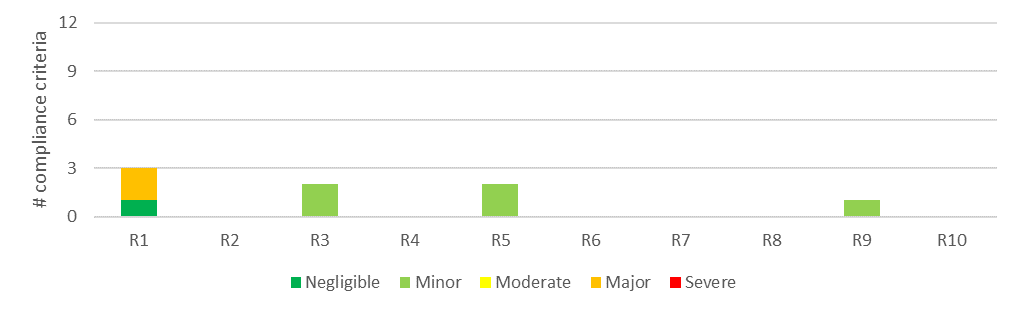 # compliance criteria
12
9
6
3
0
R1 R2 R3 R4 R5 R6 R7 R8 R9 R10
Negligible Minor Moderate Major Severe